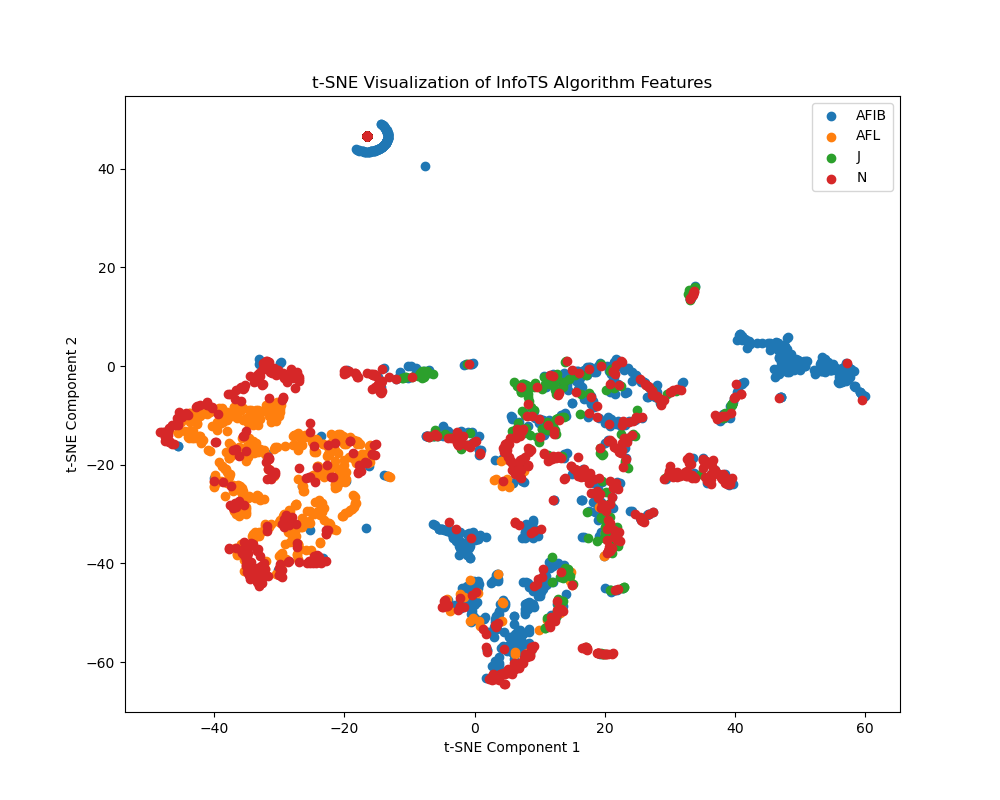 t-SNE Visualization of InfoTS Algorithm Features
AFIB
AFL
J
N
40
20
0
−20
−40
−60
t-SNE Component 2
−40
−20
0
20
40
60
t-SNE Component 1